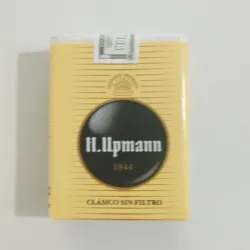 H.Upmann
1844
CLÁSICO SIN FILTRO